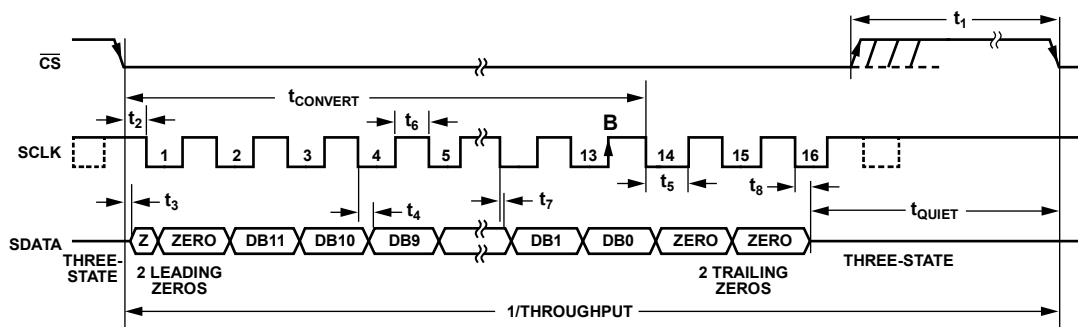 t1
CS
tCONVERT
t2
t6
B
SCLK
1 2 3 4 5 13 14 15 16
t3
t4
t7
t5
t8
tQUIET
SDATA
Z ZERO DB11 DB10 DB9 DB1 DB0 ZERO ZERO
THREE-
STATE
2 LEADING
ZEROS
2 TRAILING
ZEROS
THREE-STATE
1/THROUGHPUT